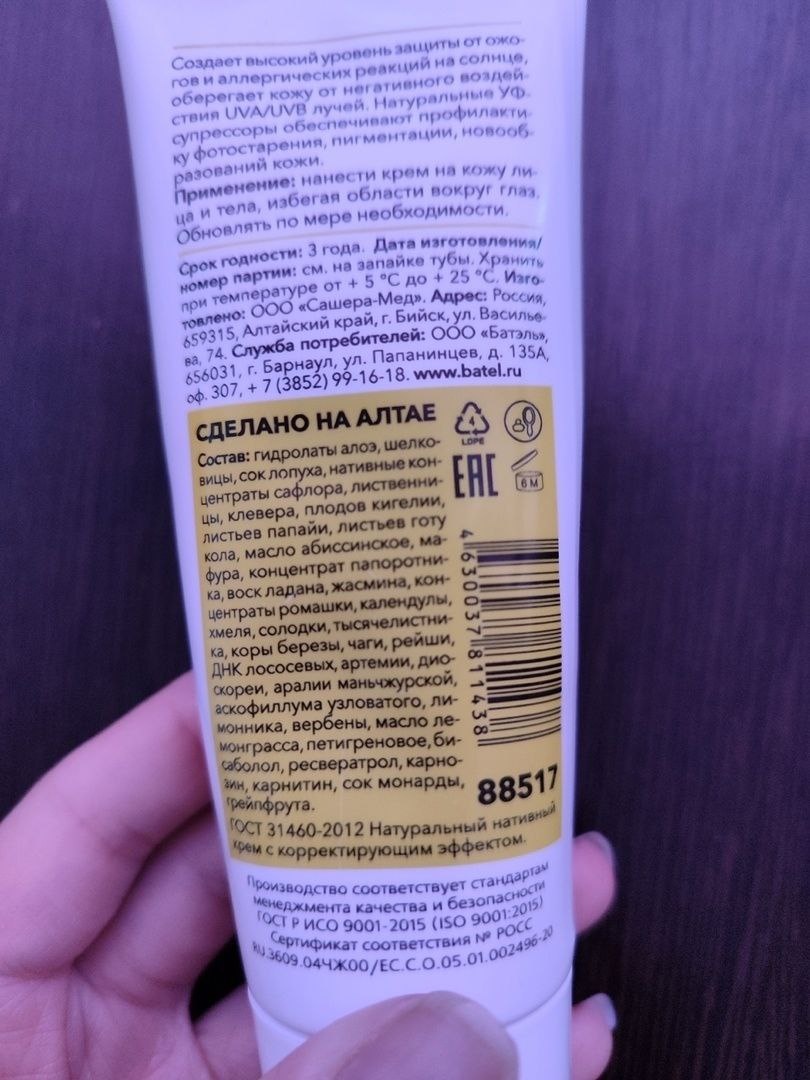 Создает высокий уровень защиты от ожо-
гов и аллергических реакций на солнце,
оберегает кожу от негативного воздей-
ствия UVA/UVB лучей. Натуральные УФ-
супрессоры обеспечивают профилакти-
ку фотостарения, пигментации, новооб-
разований кожи.
Применение: нанести крем на кожу ли-
ца и тела, избегая области вокруг глаз.
Обновлять по мере необходимости.
Срок годности: 3 года. Дата изготовления/
номер партии: см. на запайке тубы. Хранить
при температуре от + 5 °С до + 25 °С. Изго-
товлено: ООО «Сашера-Мед». Адрес: Россия,
659315, Алтайский край, г. Бийск, ул. Василье-
ва, 74. Служба потребителей: ООО «Батэль»,
656031, г. Барнаул, ул. Папанинцев, д. 135А,
оф. 307, + 7 (3852) 99-16-18. www.batel.ru
СДЕЛАНО НА АЛТАЕ
Состав: гидролаты алоэ, шелко-
вицы, сок лопуха, нативные кон-
центраты сафлора, лиственни-
цы, клевера, плодов кигелии,
листьев папайи, листьев готу
кола, масло абиссинское, ма-
фура, концентрат папоротни-
ка, воск ладана, жасмина, кон-
центраты ромашки, календулы,
хмеля, солодки, тысячелистни-
ка, коры березы, чаги, рейши,
ДНК лососевых, артемии, дио-
скореи, аралии маньчжурской,
аскофиллума узловатого, ли-
монника, вербены, масло ле-
монграсса, петигреновое, би-
саболол, ресвератрол, карно-
зин, карнитин, сок монарды,
грейпфрута.
4
LDPE
EAC
6 M
4630037811438
88517
ГОСТ 31460-2012 Натуральный нативный
крем с корректирующим эффектом.
Производство соответствует стандартам
менеджмента качества и безопасности
ГОСТ Р ИСО 9001-2015 (ISO 9001:2015)
Сертификат соответствия № РОСС
RU.3609.04ЧЖ00/ЕС.С.О.05.01.002496-20